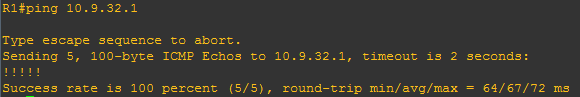 R1#ping 10.9.32.1
Type escape sequence to abort.
Sending 5, 100-byte ICMP Echos to 10.9.32.1, timeout is 2 seconds:
!!!!!
Success rate is 100 percent (5/5), round-trip min/avg/max = 64/67/72 ms